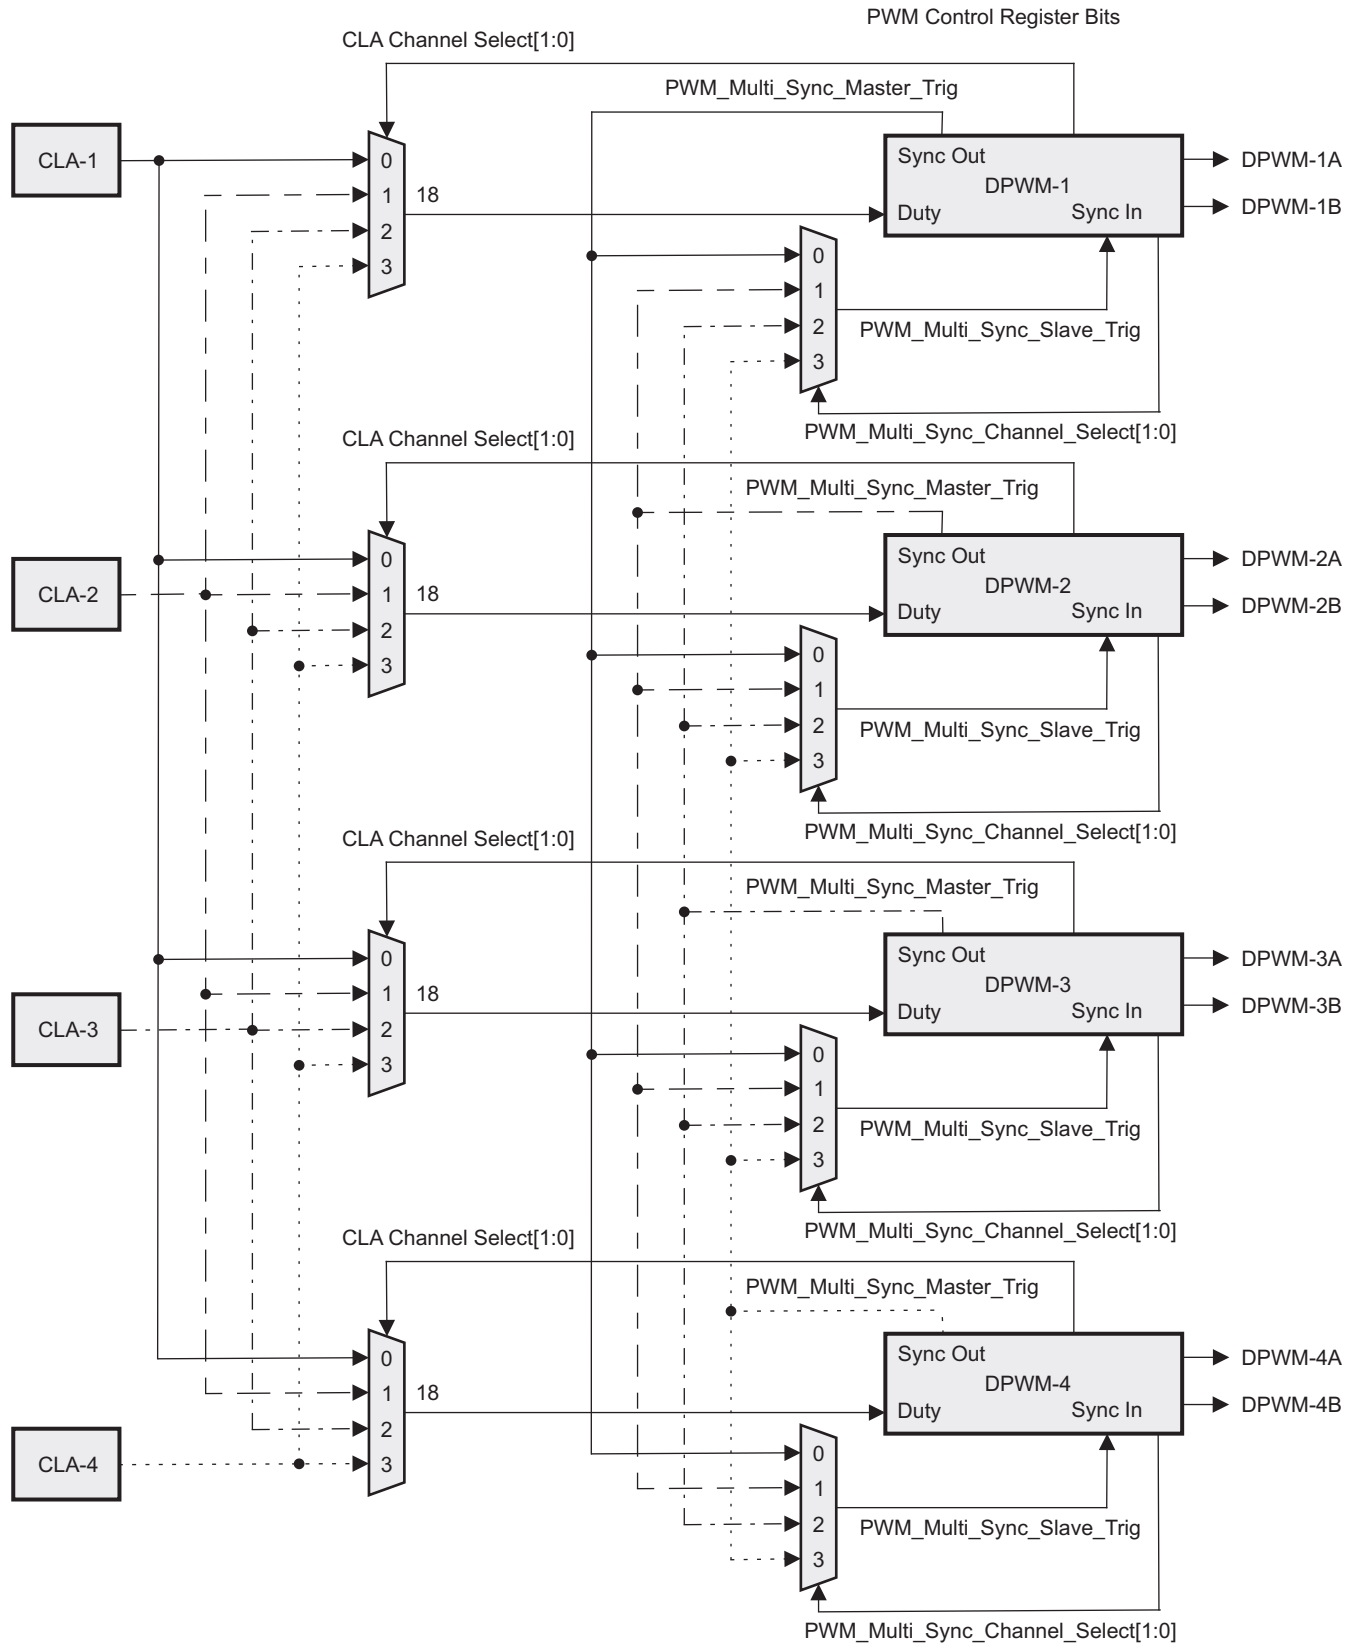 PWM Control Register Bits
CLA Channel Select[1:0]
PWM_Multi_Sync_Master_Trig
CLA-1
0
1
2
3
18
Sync Out
DPWM-1
Duty
Sync In
DPWM-1A
DPWM-1B
0
1
2
3
PWM_Multi_Sync_Slave_Trig
PWM_Multi_Sync_Channel_Select[1:0]
CLA Channel Select[1:0]
PWM_Multi_Sync_Master_Trig
CLA-2
0
1
2
3
18
Sync Out
DPWM-2
Duty
Sync In
DPWM-2A
DPWM-2B
0
1
2
3
PWM_Multi_Sync_Slave_Trig
PWM_Multi_Sync_Channel_Select[1:0]
CLA Channel Select[1:0]
PWM_Multi_Sync_Master_Trig
CLA-3
0
1
2
3
18
Sync Out
DPWM-3
Duty
Sync In
DPWM-3A
DPWM-3B
0
1
2
3
PWM_Multi_Sync_Slave_Trig
PWM_Multi_Sync_Channel_Select[1:0]
CLA Channel Select[1:0]
PWM_Multi_Sync_Master_Trig
CLA-4
0
1
2
3
18
Sync Out
DPWM-4
Duty
Sync In
DPWM-4A
DPWM-4B
0
1
2
3
PWM_Multi_Sync_Slave_Trig
PWM_Multi_Sync_Channel_Select[1:0]